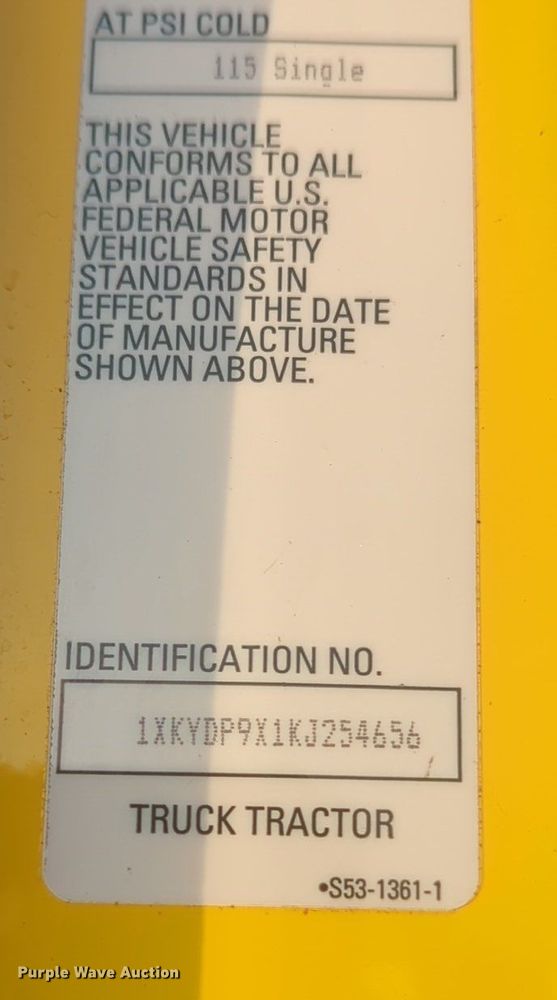 AT PSI COLD
115 Single
THIS VEHICLE
CONFORMS TO ALL
APPLICABLE U.S.
FEDERAL MOTOR
VEHICLE SAFETY
STANDARDS IN
EFFECT ON THE DATE
OF MANUFACTURE
SHOWN ABOVE.
IDENTIFICATION NO.
1XKYDP9X1KJ254656
TRUCK TRACTOR
•S53-1361-1
Purple Wave Auction